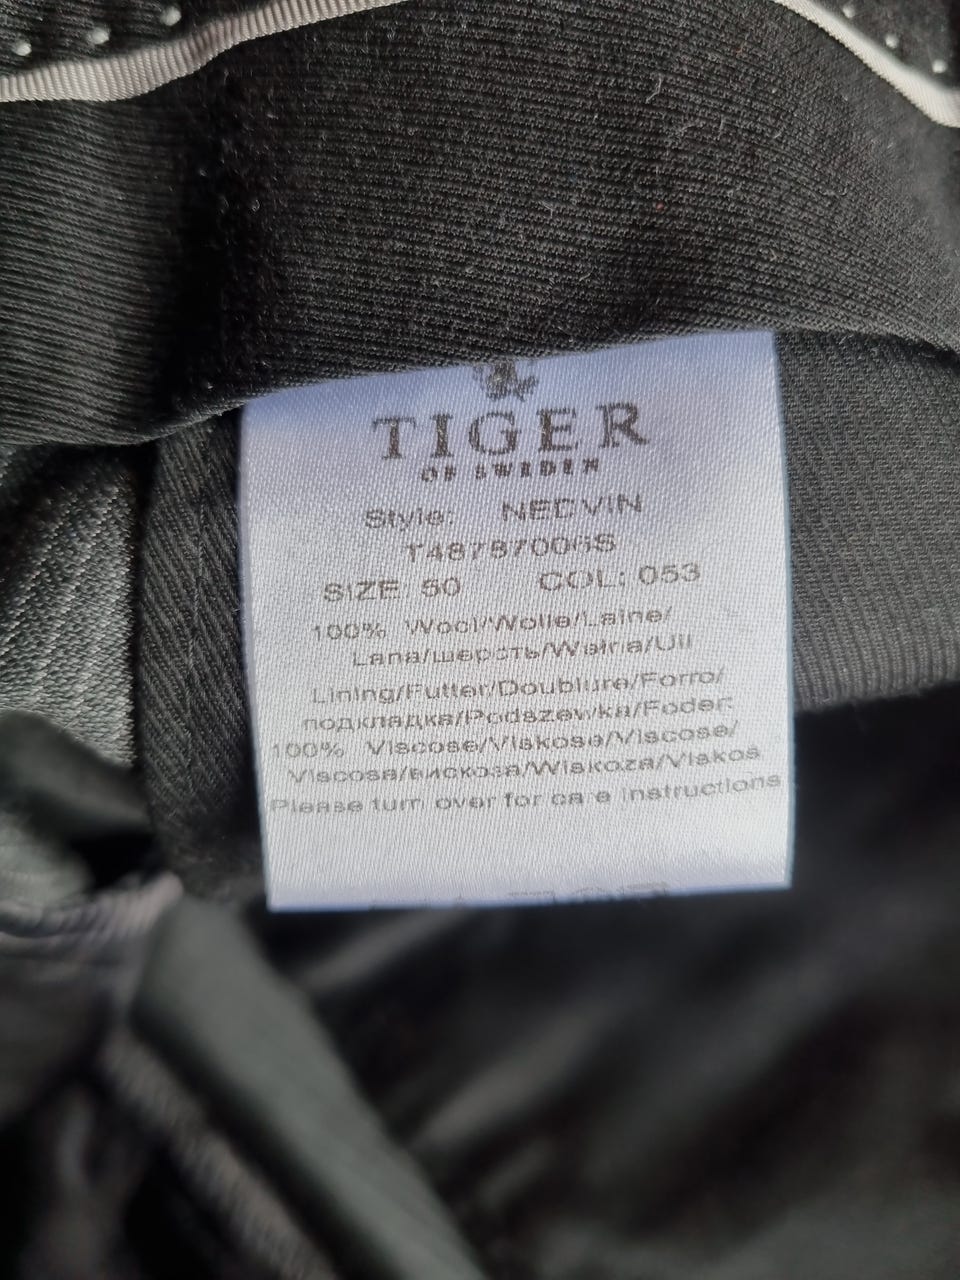 TIGER
OF SWEDEN
Style: NEDVIN
T48787006S
SIZE: 50 COL: 053
100% Wool/Wolle/Laine/
Lana/шерсть/Wełna/Ull
Lining/Futter/Doublure/Forro/
подкладка/Podszewka/Foder:
100% Viscose/Viskose/Viscose/
Viscosa/вискоза/Wiskoza/Viskos
Please turn over for care instructions